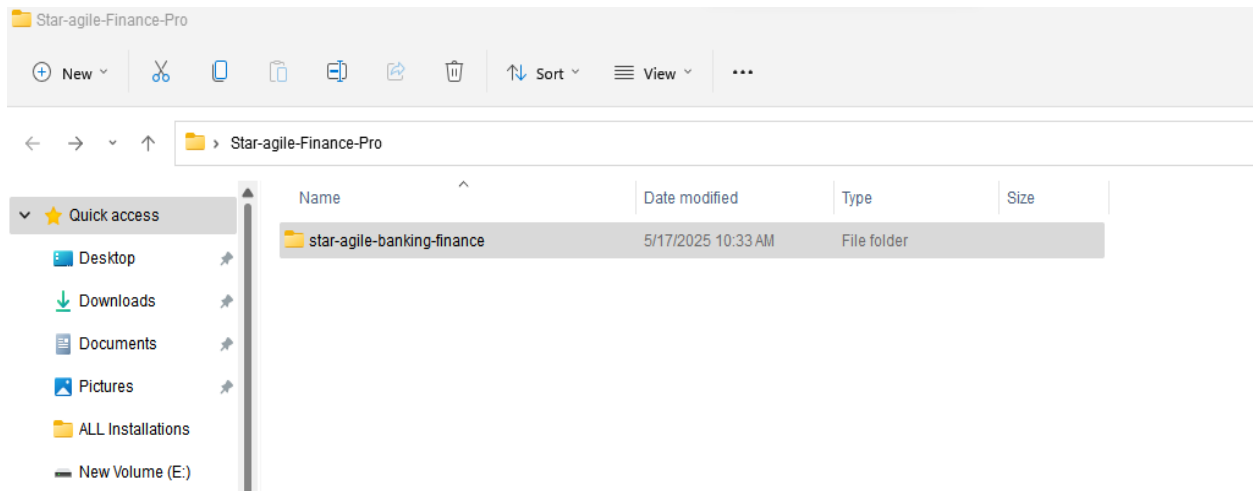 Star-agile-Finance-Pro
New Sort View
Star-agile-Finance-Pro
Name Date modified Type Size
Quick access
star-agile-banking-finance 5/17/2025 10:33 AM File folder
Desktop
Downloads
Documents
Pictures
ALL Installations
New Volume (E:)